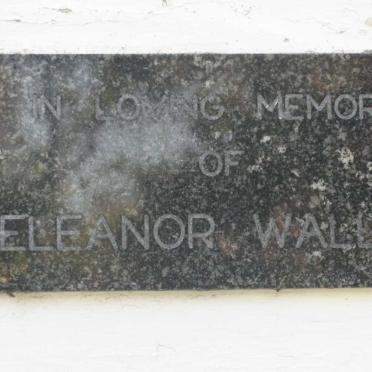 IN LOVING MEMOR
OF
ELEANOR WALL